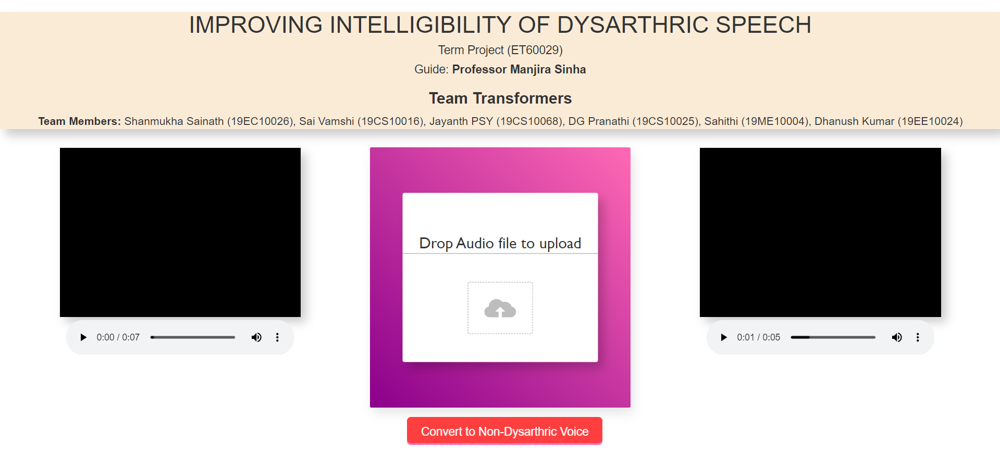 IMPROVING INTELLIGIBILITY OF DYSARTHRIC SPEECH
Term Project (ET60029)
Guide: Professor Manjira Sinha
Team Transformers
Team Members: Shanmukha Sainath (19EC10026), Sai Vamshi (19CS10016), Jayanth PSY (19CS10068), DG Pranathi (19CS10025), Sahithi (19ME10004), Dhanush Kumar (19EE10024)
Drop Audio file to upload
0:00 / 0:07
0:01 / 0:05
Convert to Non-Dysarthric Voice